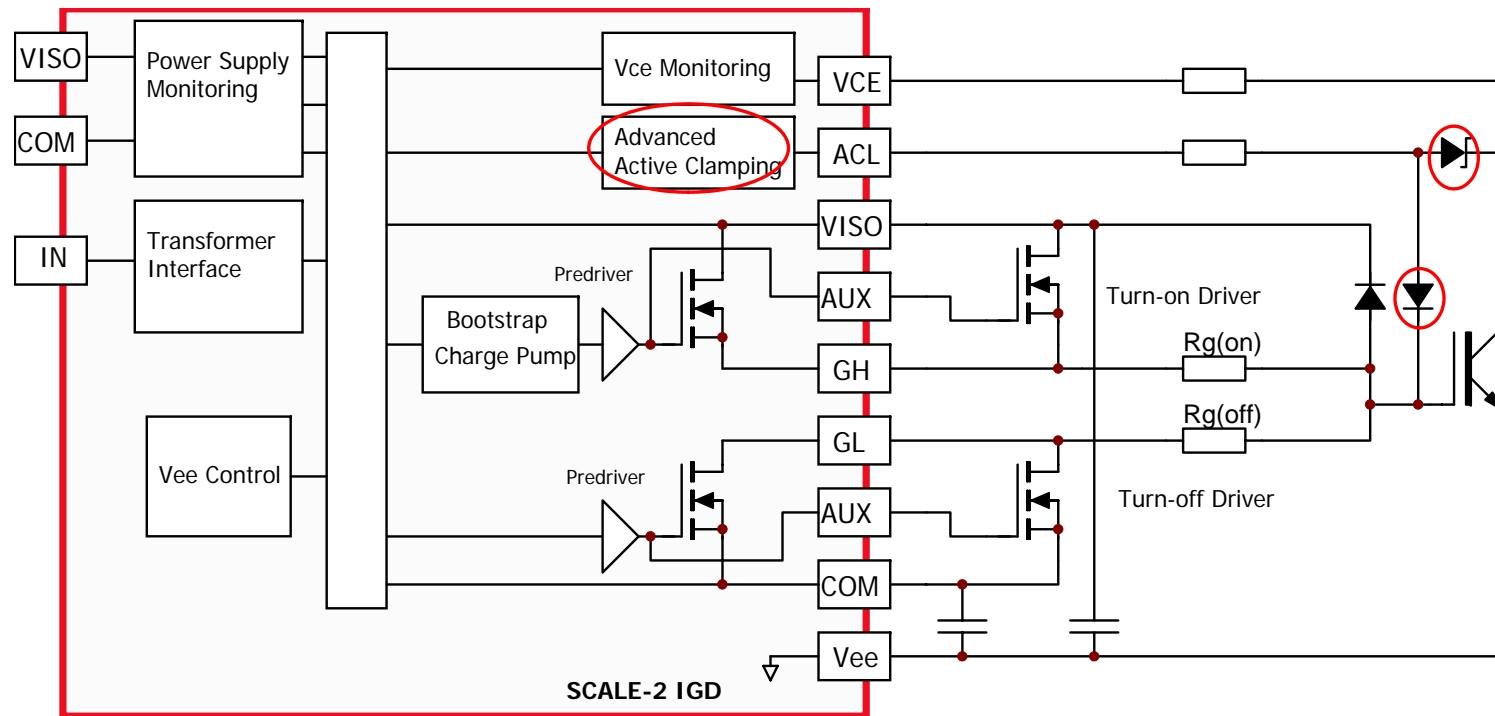 VISO
Power Supply
Monitoring
COM
IN
Transformer
Interface
Vee Control
Vce Monitoring
Advanced
Active Clamping
Predriver
Bootstrap
Charge Pump
Predriver
VCE
ACL
VISO
AUX
GH
GL
AUX
COM
Vee
Turn-on Driver
Rg(on)
Rg(off)
Turn-off Driver
SCALE-2 IGD